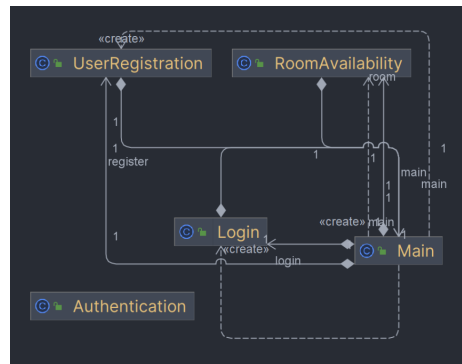 «create»
UserRegistration
RoomAvailability
room
1
1
1
1
1
register
main
main
1
1
Login
«create»
main
1
1
«create»
Main
1
login
Authentication